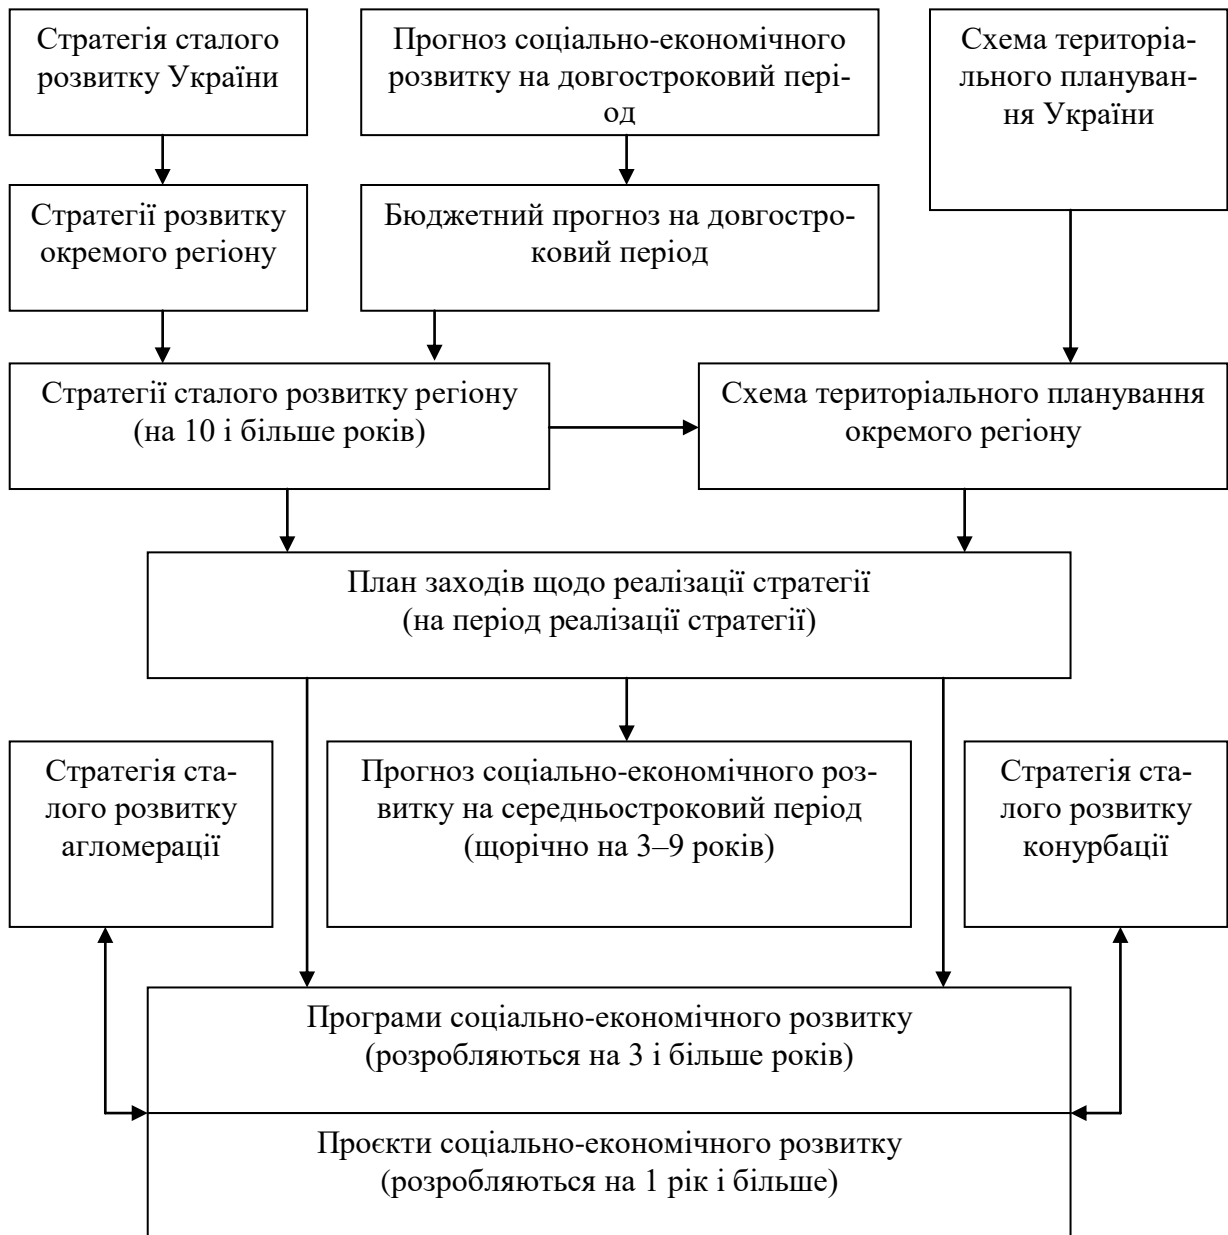 Стратегія сталого
розвитку України
Прогноз соціально-економічного
розвитку на довгостроковий пері-
од
Схема територіа-
льного плануван-
ня України
Стратегії розвитку
окремого регіону
Бюджетний прогноз на довгостро-
ковий період
Стратегії сталого розвитку регіону
(на 10 і більше років)
Схема територіального планування
окремого регіону
План заходів щодо реалізації стратегії
(на період реалізації стратегії)
Стратегія ста-
лого розвитку
агломерації
Прогноз соціально-економічного роз-
витку на середньостроковий період
(щорічно на 3–9 років)
Стратегія ста-
лого розвитку
конурбації
Програми соціально-економічного розвитку
(розробляються на 3 і більше років)
Проєкти соціально-економічного розвитку
(розробляються на 1 рік і більше)